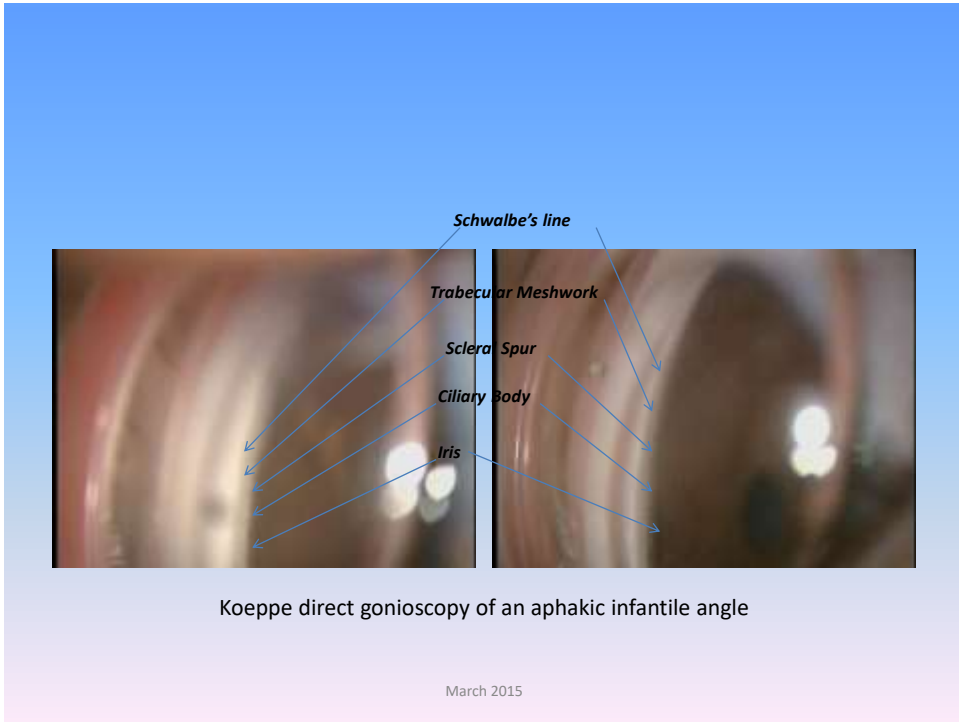 Schwalbe's line
Trabecular Meshwork
Scleral Spur
Ciliary Body
Iris
Koeppe direct gonioscopy of an aphakic infantile angle
March 2015